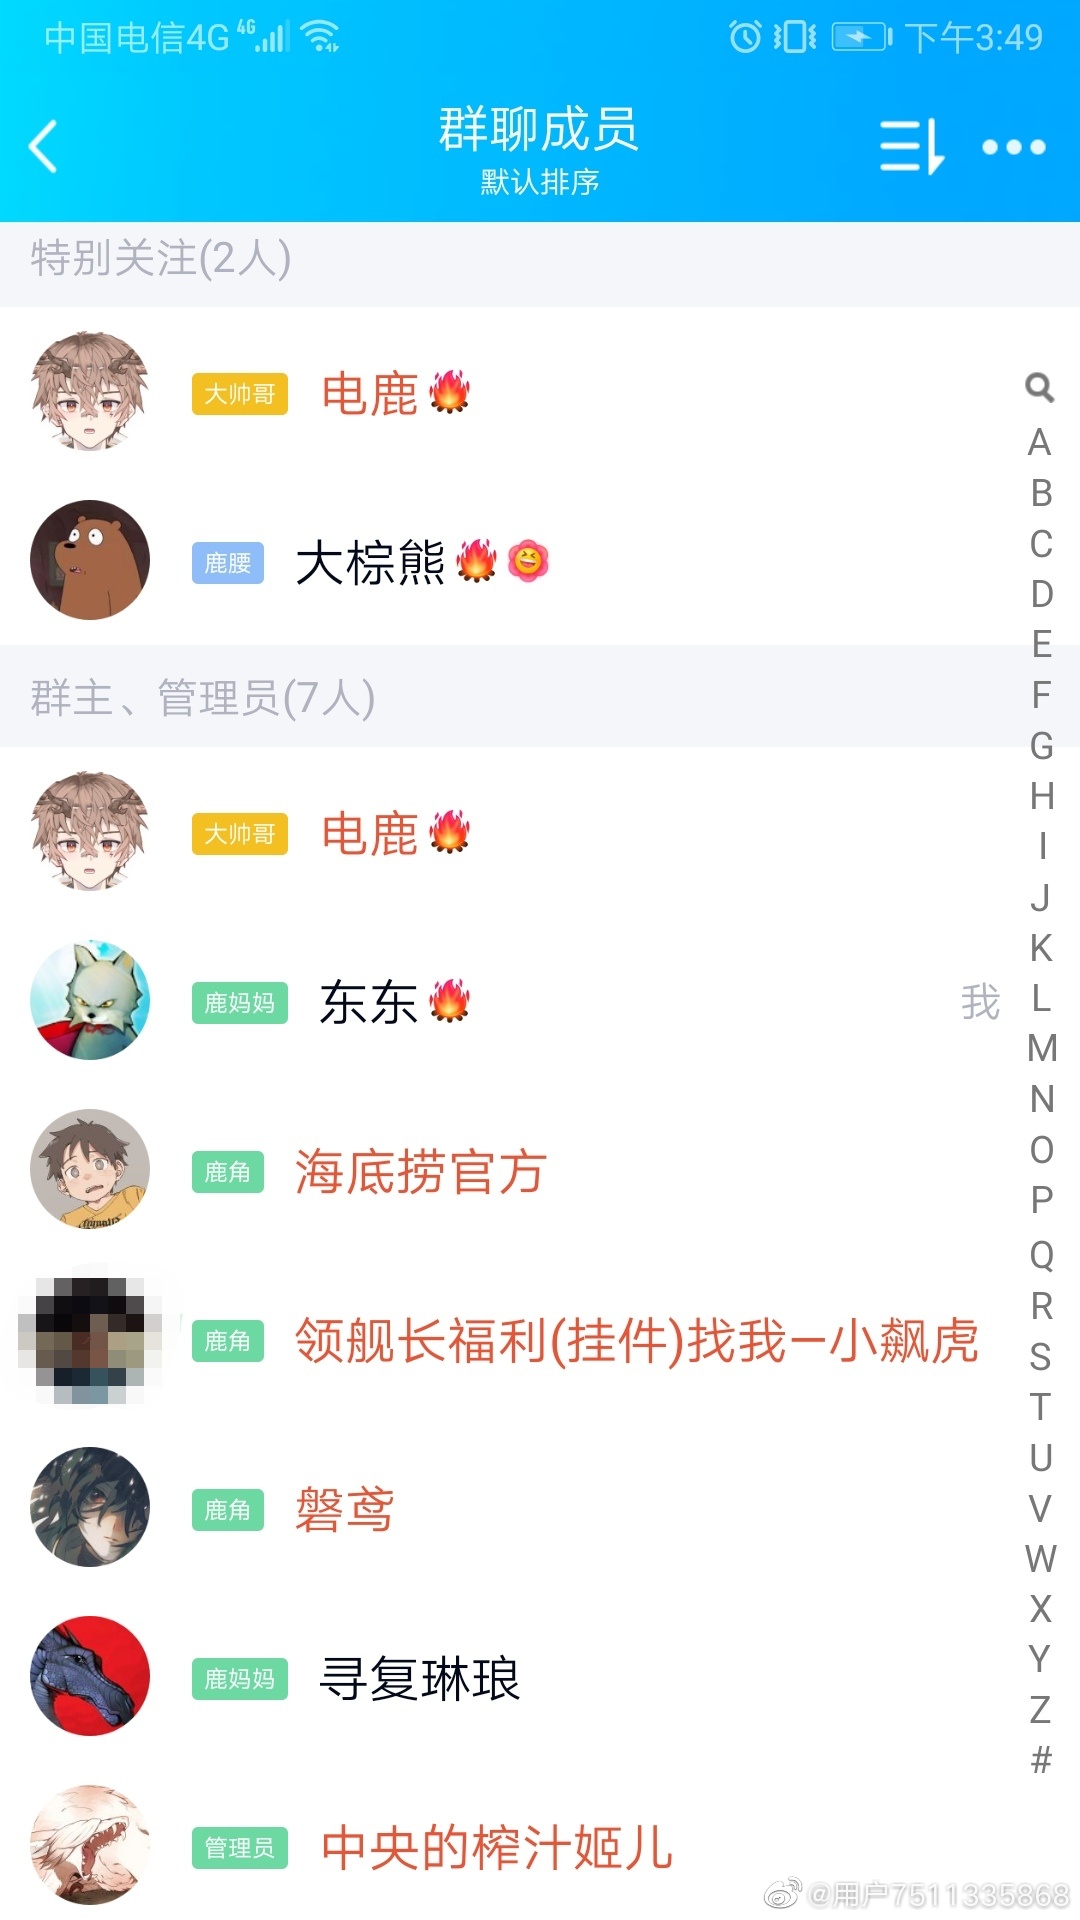 中国电信4G 4G 下午3:49
群聊成员
默认排序
特别关注(2人)
大帅哥 电鹿🔥
鹿腰 大棕熊🔥
群主、管理员(7人)
大帅哥 电鹿🔥
鹿妈妈 东东🔥 我
鹿角 海底捞官方
鹿角 领舰长福利(挂件)找我—小飙虎
鹿角 磐鸢
鹿妈妈 寻复琳琅
管理员 中央的榨汁姬儿
A
B
C
D
E
F
G
H
I
J
K
L
M
N
O
P
Q
R
S
T
U
V
W
X
Y
Z
#
@用户7511335868